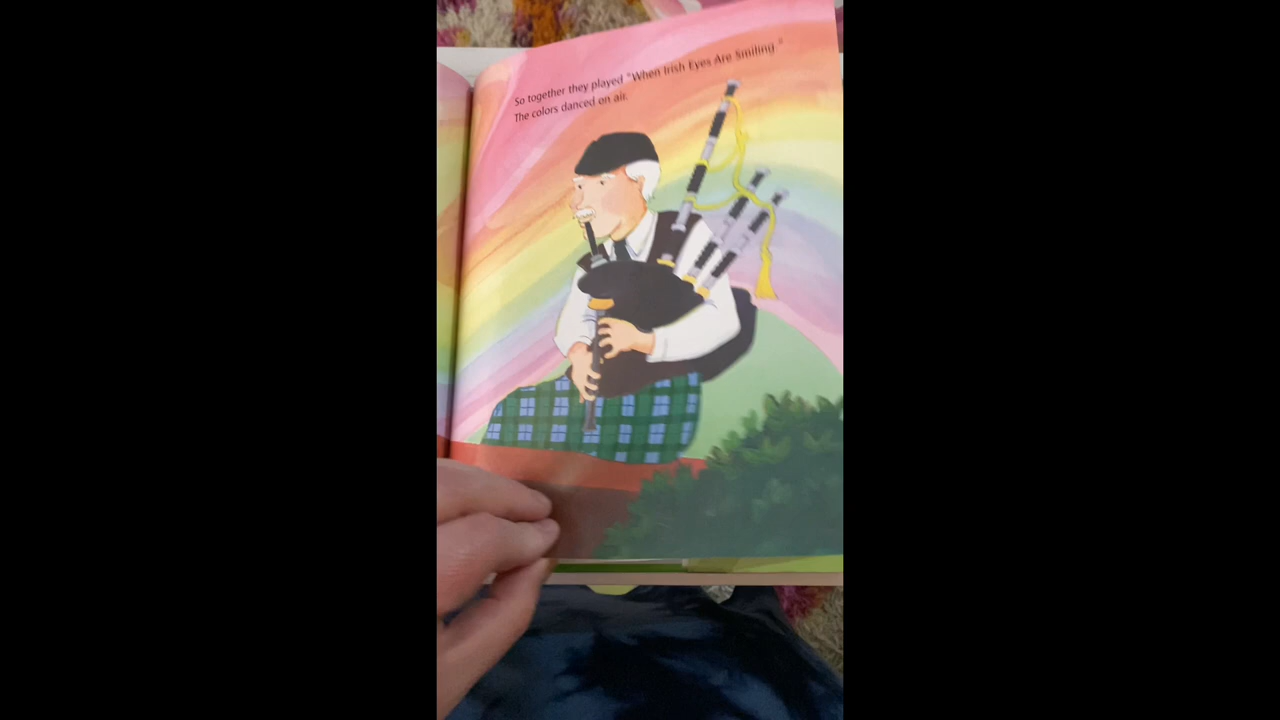 So together they played "When Irish Eyes Are Smiling."
The colors danced on air.